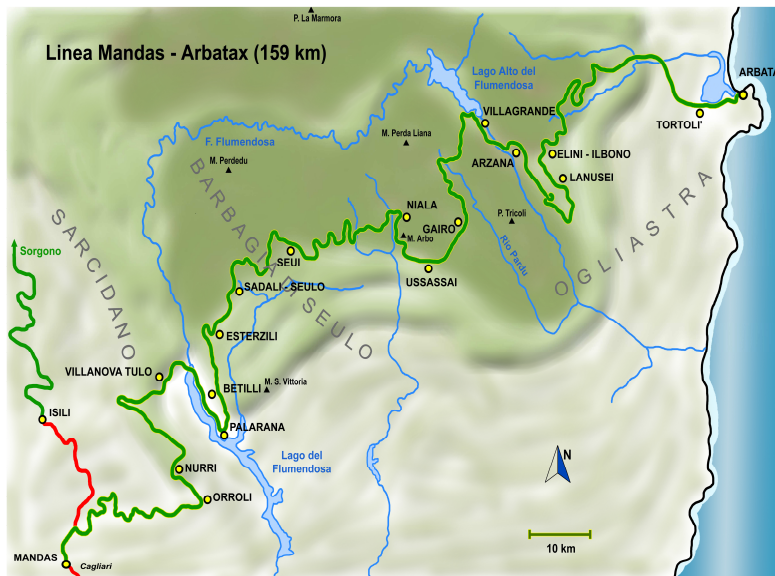 P. La Marmora
Linea Mandas - Arbatax (159 km)
Lago Alto del
Flumendosa
ARBATA
VILLAGRANDE
TORTOLI'
F. Flumendosa
M. Perda Liana
M. Perdedu
ARZANA
ELINI - ILBONO
LANUSEI
BARBAGIA DI SEULO
SARCIDANO
OGLIASTRA
NIALA
P. Tricoli
GAIRO
M. Arbo
Rio Pardu
Sorgono
SEUI
USSASSAI
SADALI - SEULO
ESTERZILI
VILLANOVA TULO
BETILLI
M. S. Vittoria
ISILI
PALARANA
Lago del
Flumendosa
N
NURRI
ORROLI
10 km
MANDAS
Cagliari